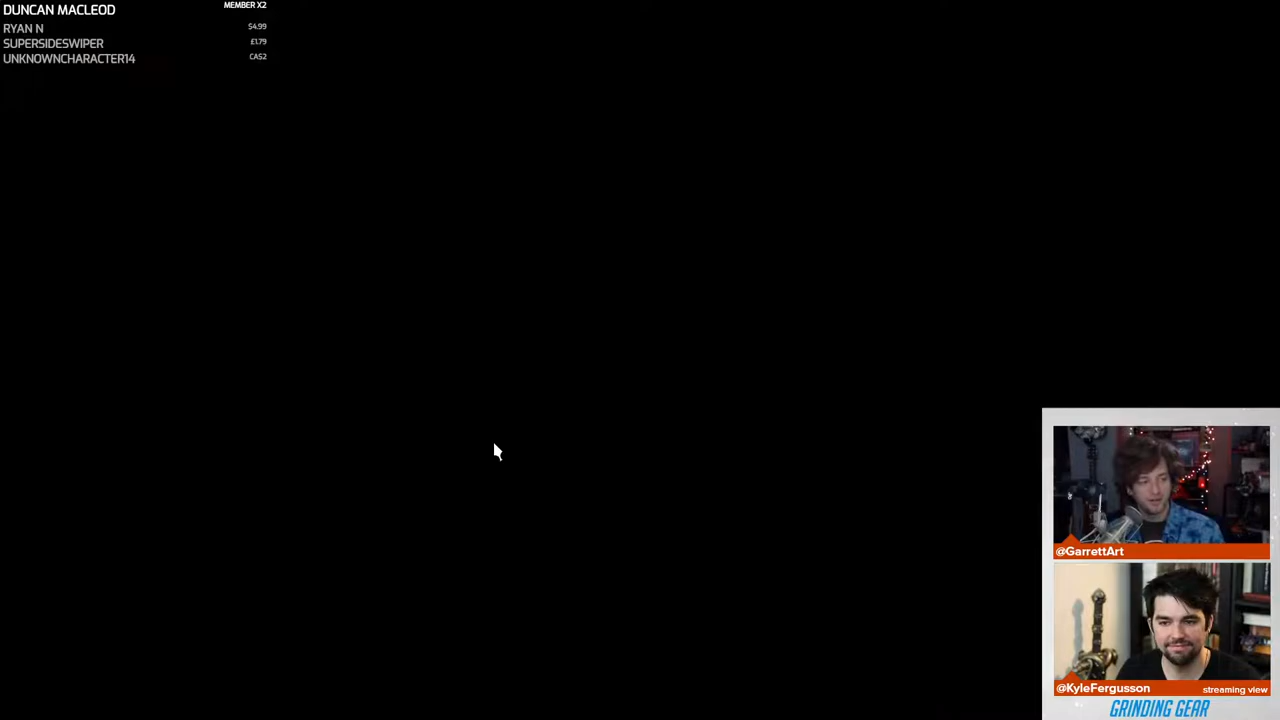 DUNCAN MACLEOD MEMBER X2
RYAN N $4.99
SUPERSIDESWIPER £1.79
UNKNOWNCHARACTER14 CA$2
@GarrettArt
@KyleFergusson streaming view
GRINDING GEAR